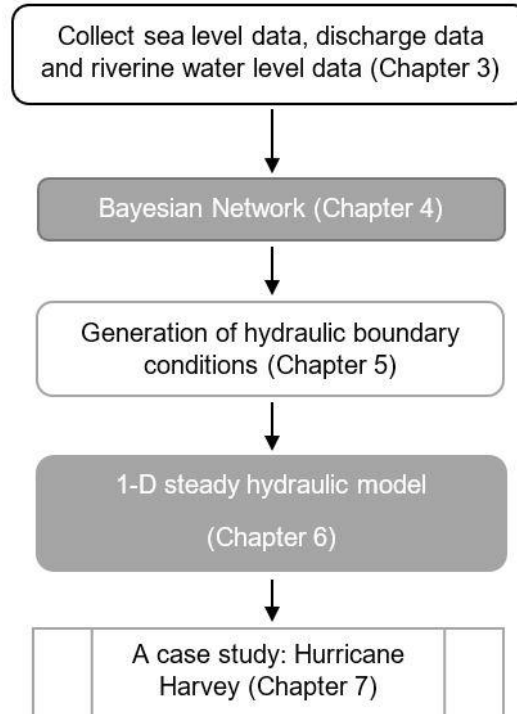 Collect sea level data, discharge data
and riverine water level data (Chapter 3)
Bayesian Network (Chapter 4)
Generation of hydraulic boundary
conditions (Chapter 5)
1-D steady hydraulic model
(Chapter 6)
A case study: Hurricane
Harvey (Chapter 7)